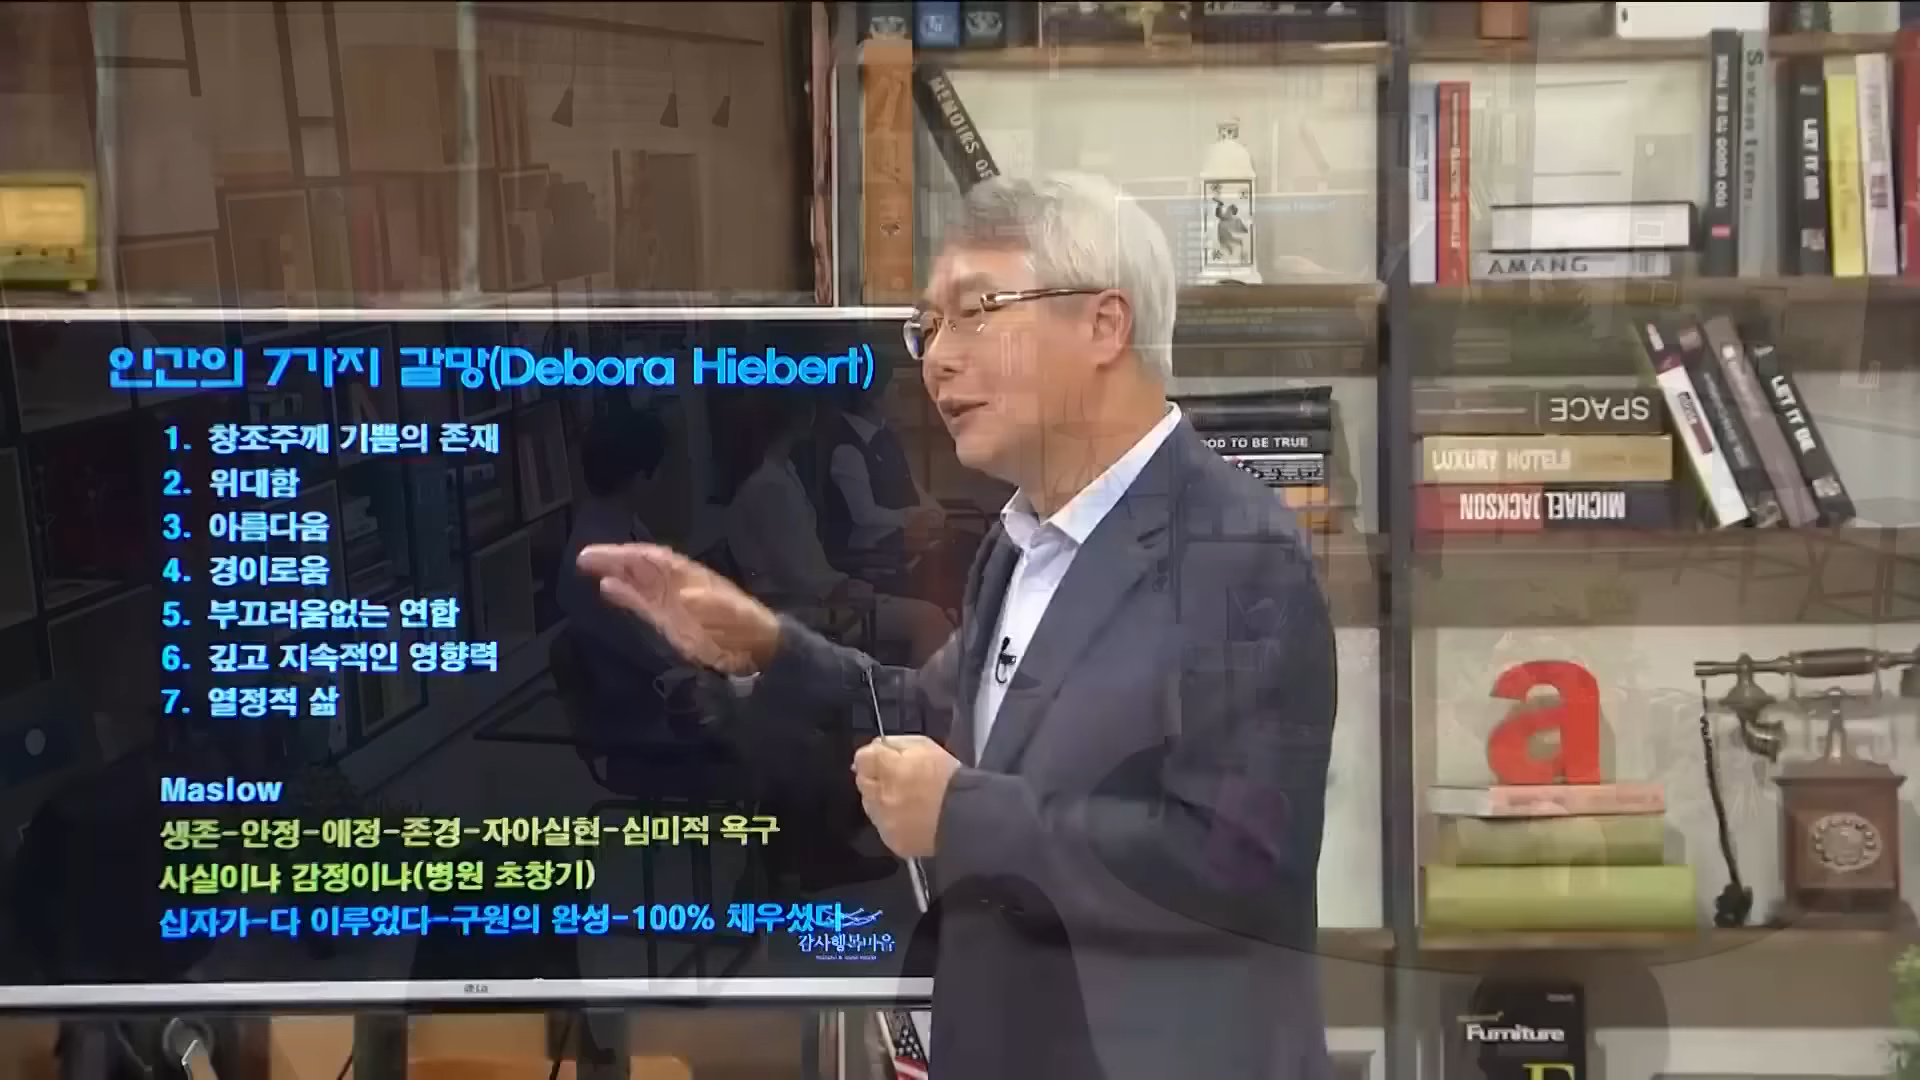 인간의 7가지 갈망(Debora Hiebert)
1. 창조주께 기쁨의 존재
2. 위대함
3. 아름다움
4. 경이로움
5. 부끄러움없는 연합
6. 깊고 지속적인 영향력
7. 열정적 삶
Maslow
생존-안정-애정-존경-자아실현-심미적 욕구
사실이냐 감정이냐(병원 초창기)
십자가-다 이루었다-구원의 완성-100% 채우셨다
감사행복마음
MEMOIRS OF
AMANG
LET IT BE
SPACE
LUXURY HOTELS
MICHAEL JACKSON
LET IT BE
OOD TO BE TRUE
a
Furniture